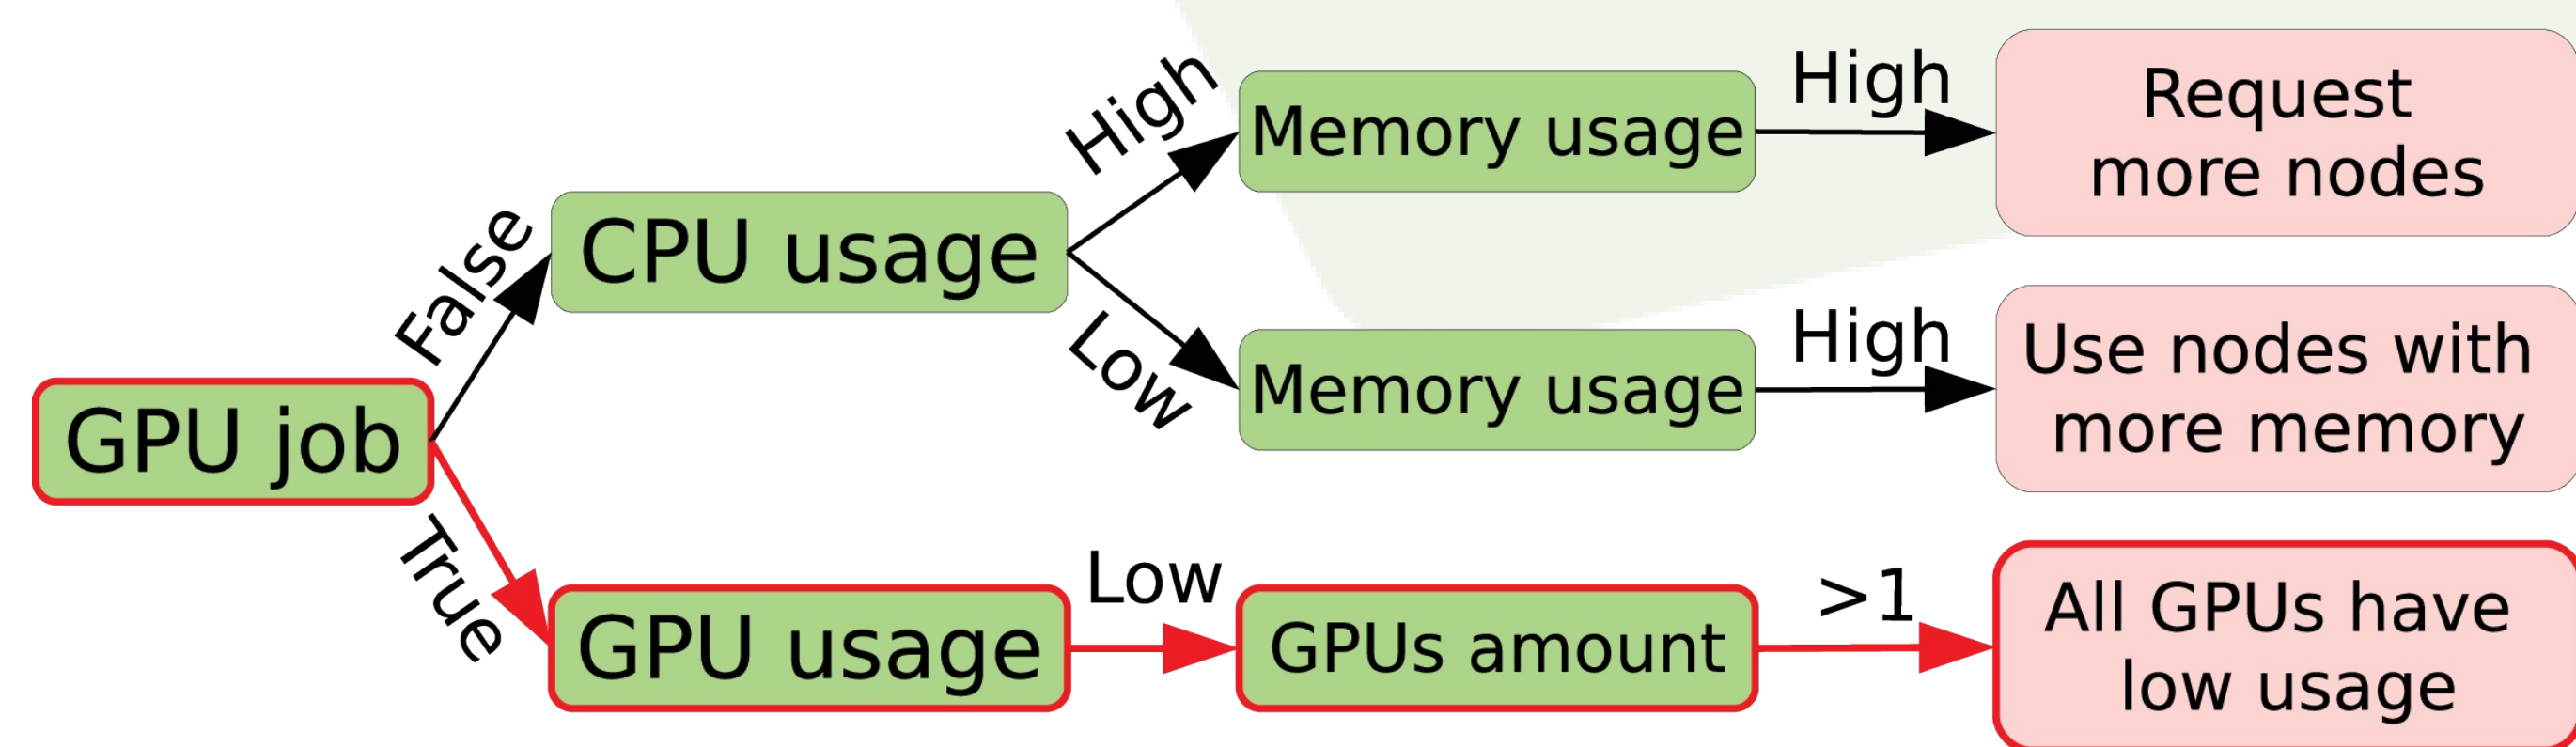 High
Memory usage
High
Request
more nodes
False
CPU usage
Low
Memory usage
High
Use nodes with
more memory
GPU job
True
GPU usage
Low
GPUs amount
>1
All GPUs have
low usage